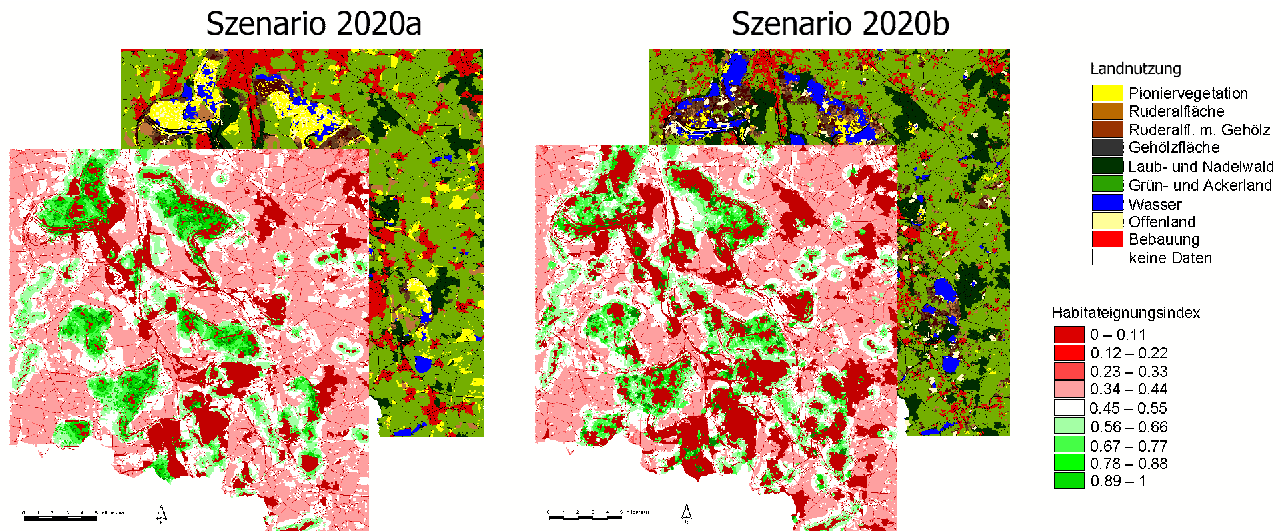 Szenario 2020a
Szenario 2020b
Landnutzung
Pioniervegetation
Ruderalfläche
Ruderalfl. m. Gehölz
Gehölzfläche
Laub- und Nadelwald
Grün- und Ackerland
Wasser
Offenland
Bebauung
keine Daten
Habitateignungsindex
0 – 0.11
0.12 – 0.22
0.23 – 0.33
0.34 – 0.44
0.45 – 0.55
0.56 – 0.66
0.67 – 0.77
0.78 – 0.88
0.89 – 1